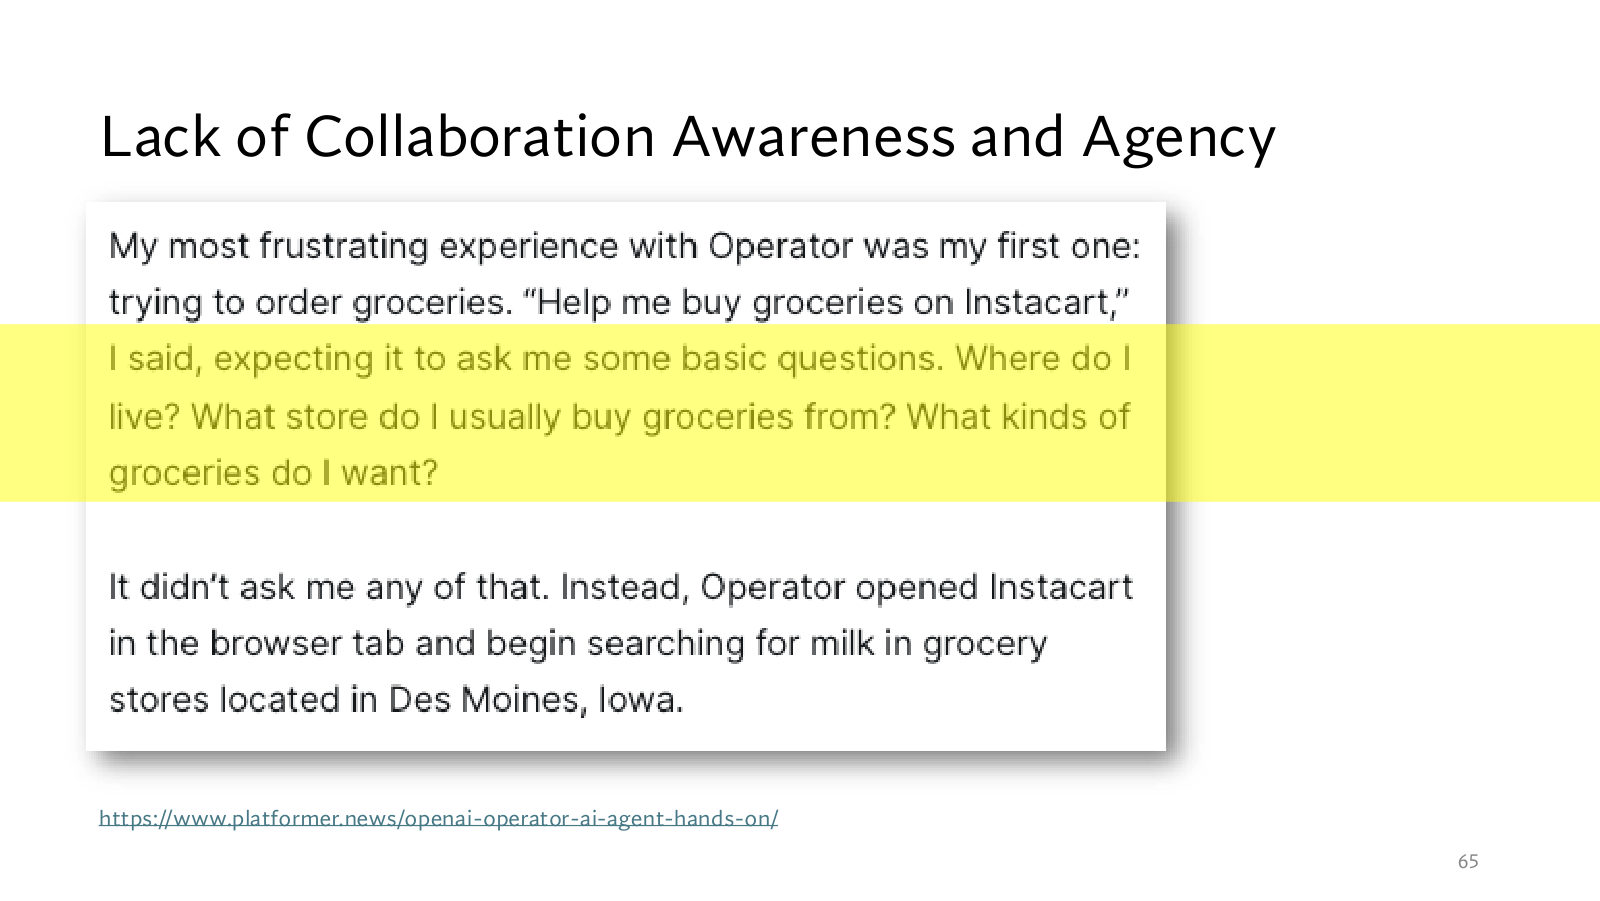 Lack of Collaboration Awareness and Agency
My most frustrating experience with Operator was my first one:
trying to order groceries. “Help me buy groceries on Instacart,”
I said, expecting it to ask me some basic questions. Where do I
live? What store do I usually buy groceries from? What kinds of
groceries do I want?
It didn’t ask me any of that. Instead, Operator opened Instacart
in the browser tab and begin searching for milk in grocery
stores located in Des Moines, Iowa.
https://www.platformer.news/openai-operator-ai-agent-hands-on/
65